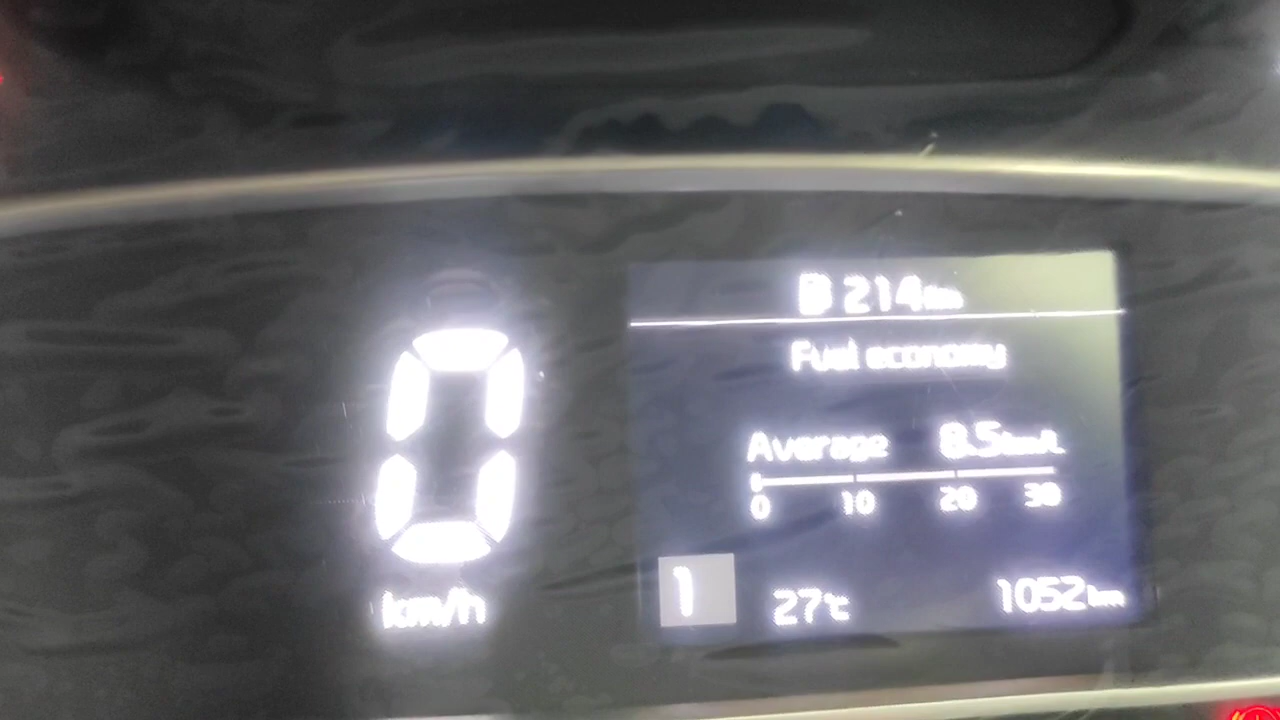 0
km/h
214km
Fuel economy
Average 8.5km/L
0 10 20 30
1
27℃
1052km